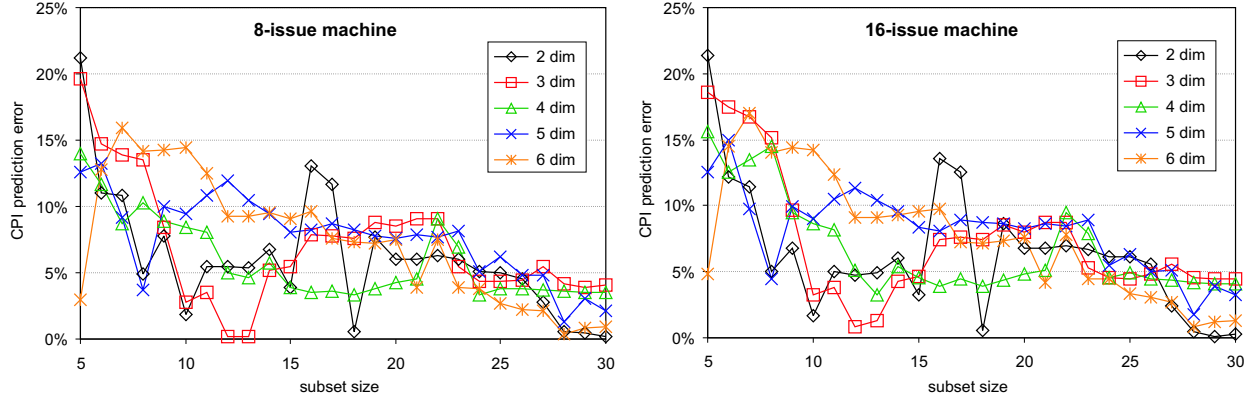 8-issue machine
CPI prediction error
25%
20%
15%
10%
5%
0%
5 10 15 20 25 30
subset size
2 dim
3 dim
4 dim
5 dim
6 dim
16-issue machine
CPI prediction error
25%
20%
15%
10%
5%
0%
5 10 15 20 25 30
subset size
2 dim
3 dim
4 dim
5 dim
6 dim